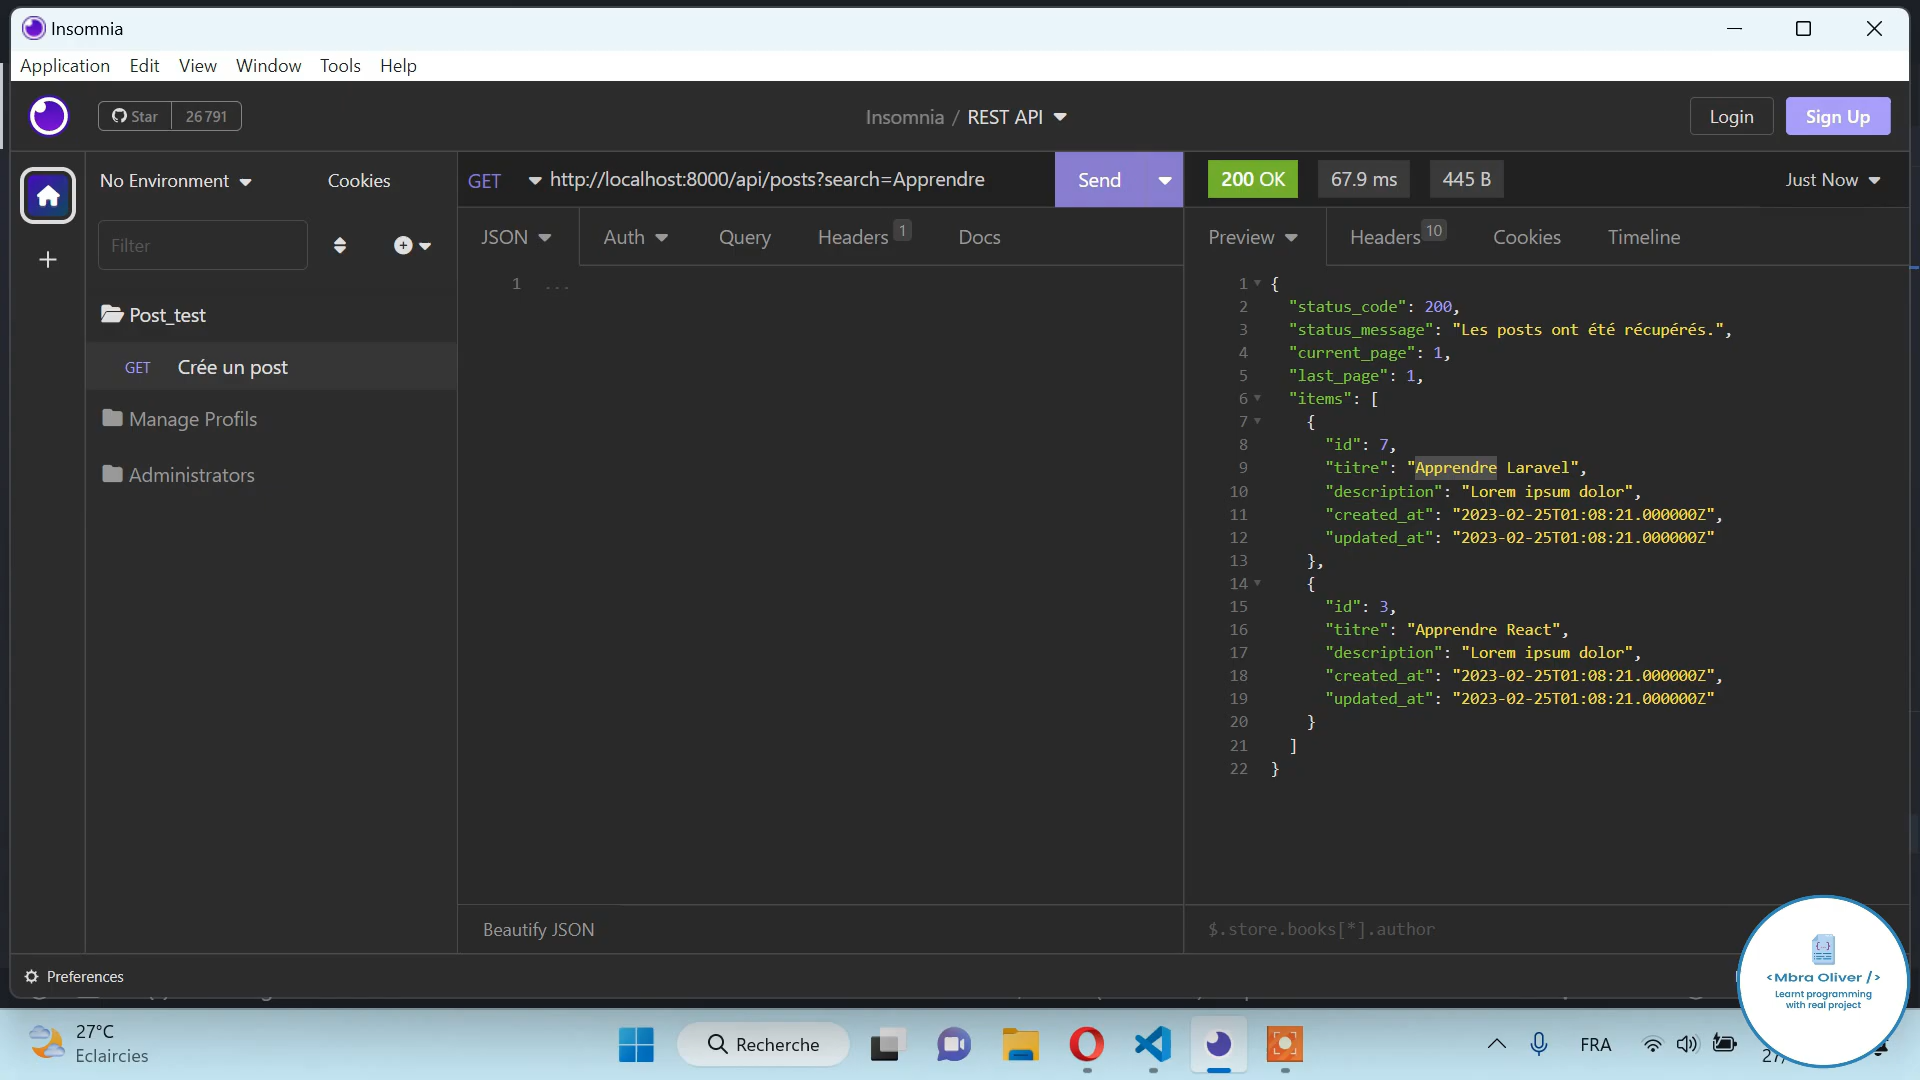 Insomnia
Application Edit View Window Tools Help
Star 26 791
Insomnia / REST API
Login
Sign Up
No Environment
Cookies
GET http://localhost:8000/api/posts?search=Apprendre
Send
200 OK
67.9 ms
445 B
Just Now
Filter
JSON
Auth
Query
Headers 1
Docs
Preview
Headers 10
Cookies
Timeline
Post_test
GET Crée un post
Manage Profils
Administrators
1 ...
1 {
2 "status_code": 200,
3 "status_message": "Les posts ont été récupérés.",
4 "current_page": 1,
5 "last_page": 1,
6 "items": [
7 {
8 "id": 7,
9 "titre": "Apprendre Laravel",
10 "description": "Lorem ipsum dolor",
11 "created_at": "2023-02-25T01:08:21.000000Z",
12 "updated_at": "2023-02-25T01:08:21.000000Z"
13 },
14 {
15 "id": 3,
16 "titre": "Apprendre React",
17 "description": "Lorem ipsum dolor",
18 "created_at": "2023-02-25T01:08:21.000000Z",
19 "updated_at": "2023-02-25T01:08:21.000000Z"
20 }
21 ]
22 }
Beautify JSON
$.store.books[*].author
Preferences
{..}
<Mbra Oliver />
Learnt programming
with real project
27°C
Eclaircies
Recherche
FRA